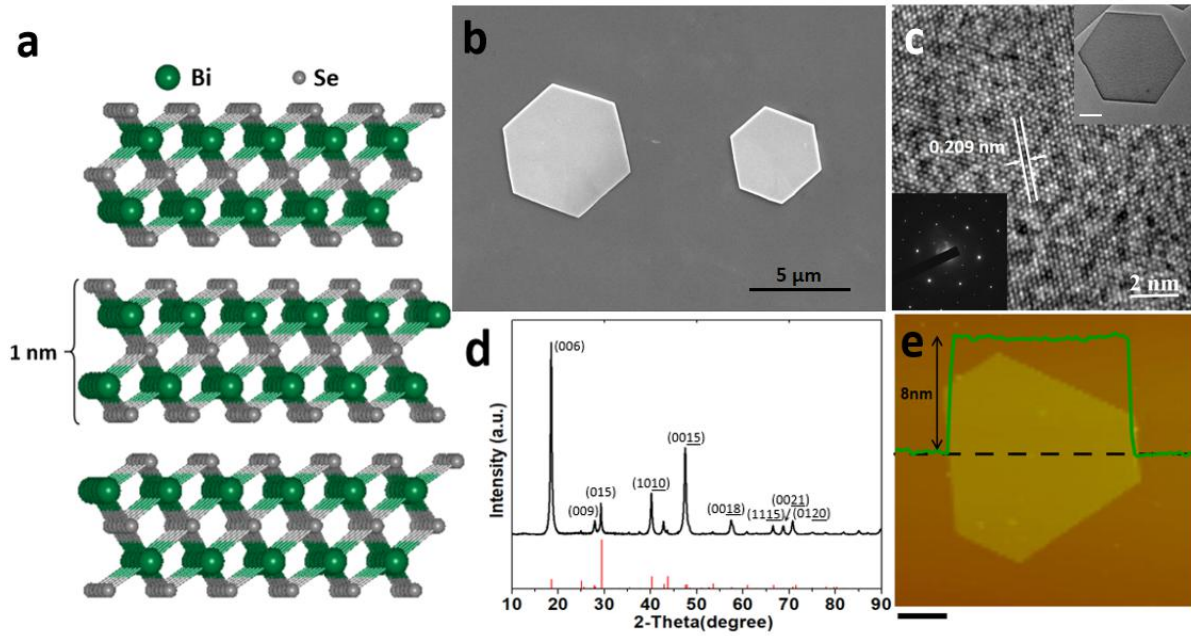 a
Bi
Se
1 nm
b
5 µm
c
0.209 nm
2 nm
d
(006)
(009)
(015)
(1010)
(0015)
(0018)
(1115)
(0021)
(0120)
Intensity (a.u.)
10 20 30 40 50 60 70 80 90
2-Theta(degree)
e
8nm